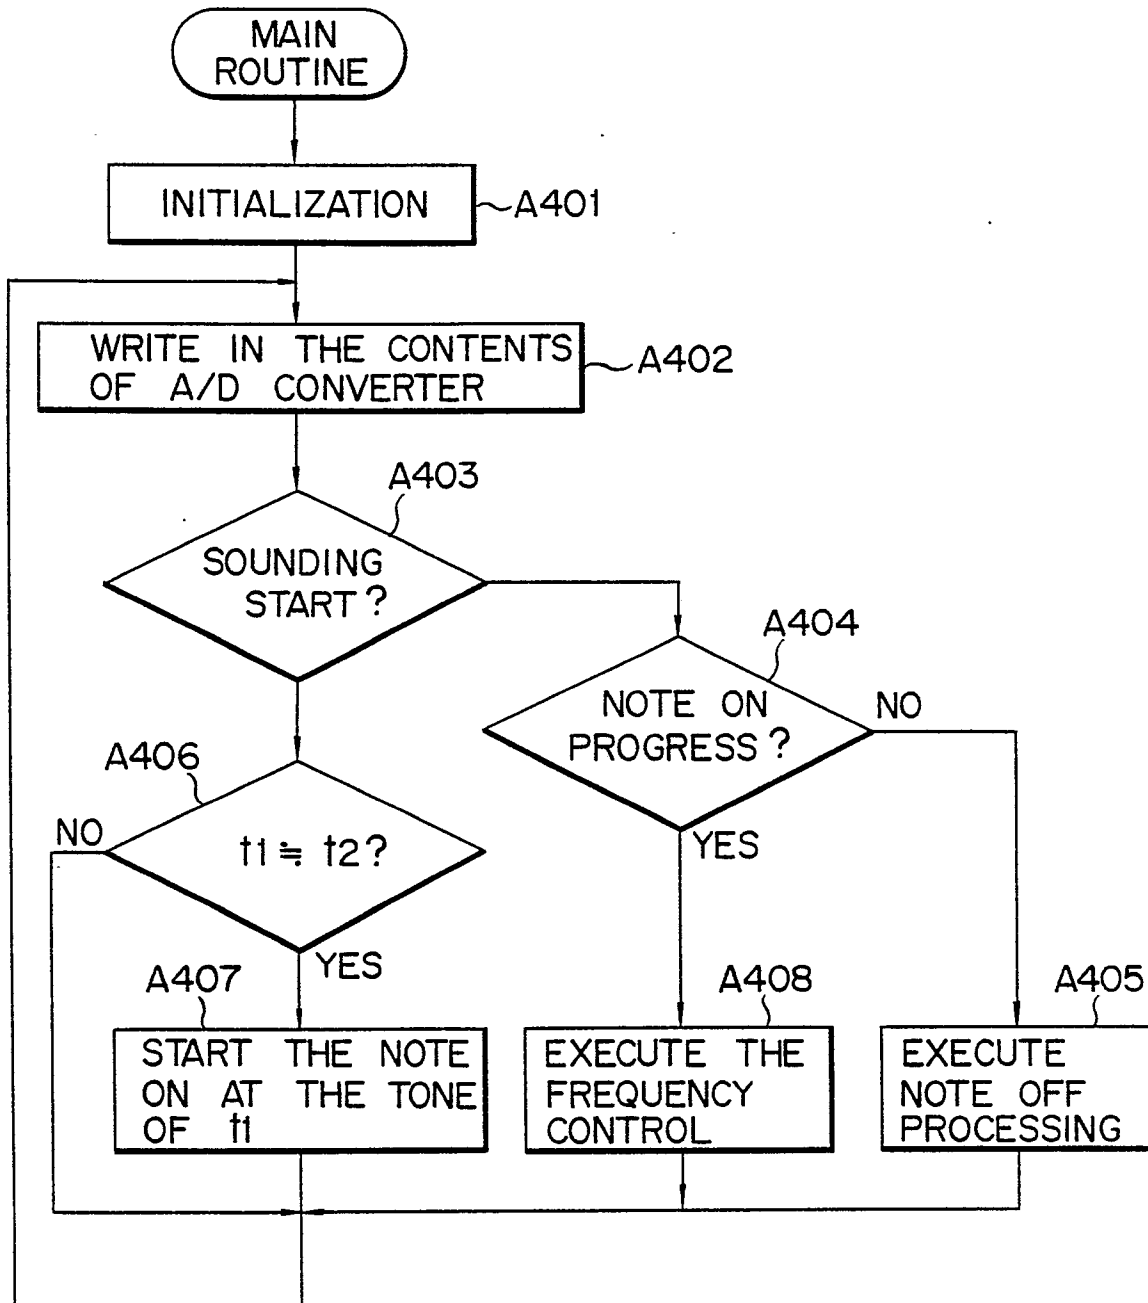 MAIN
ROUTINE
INITIALIZATION
A401
WRITE IN THE CONTENTS
OF A/D CONVERTER
A402
A403
SOUNDING
START?
A404
NOTE ON
PROGRESS?
NO
YES
A406
NO
t1 ≒ t2?
YES
A407
START THE NOTE
ON AT THE TONE
OF t1
A408
EXECUTE THE
FREQUENCY
CONTROL
A405
EXECUTE
NOTE OFF
PROCESSING